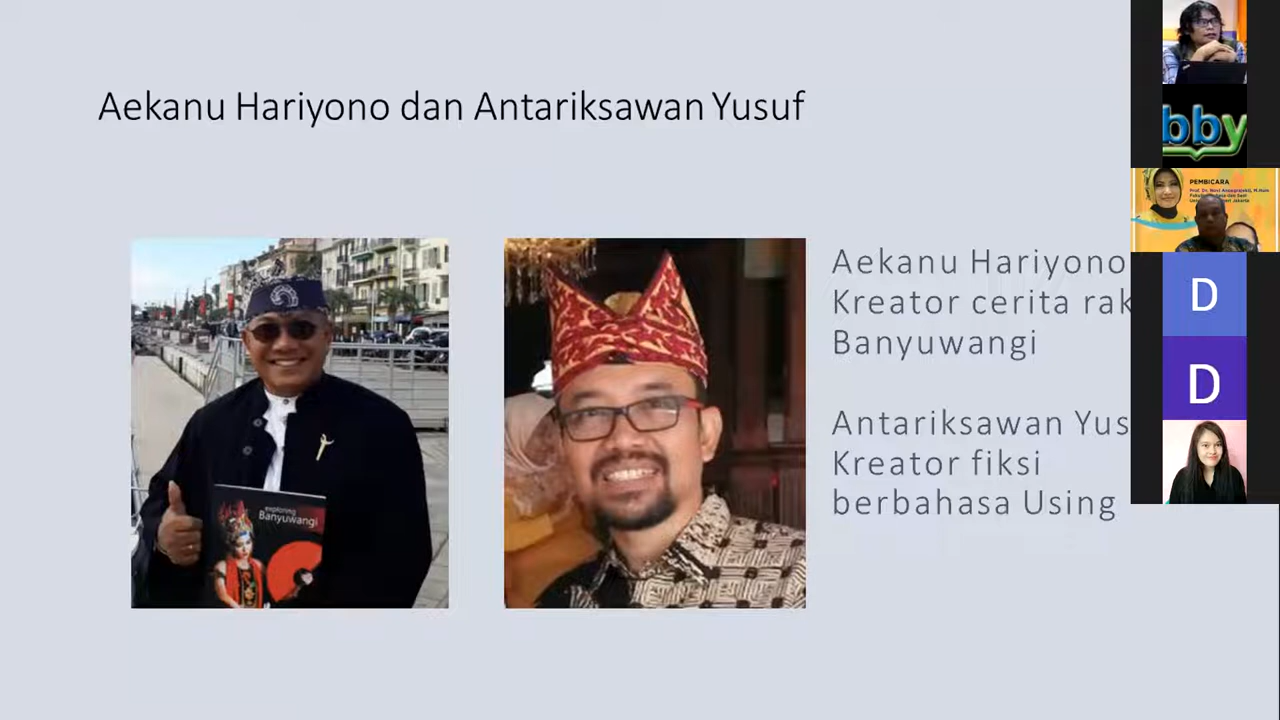 Aekanu Hariyono dan Antariksawan Yusuf
Aekanu Hariyono
Kreator cerita rak
Banyuwangi
Antariksawan Yus
Kreator fiksi
berbahasa Using
exploring
Banyuwangi
bby
PEMBICARA
D
D